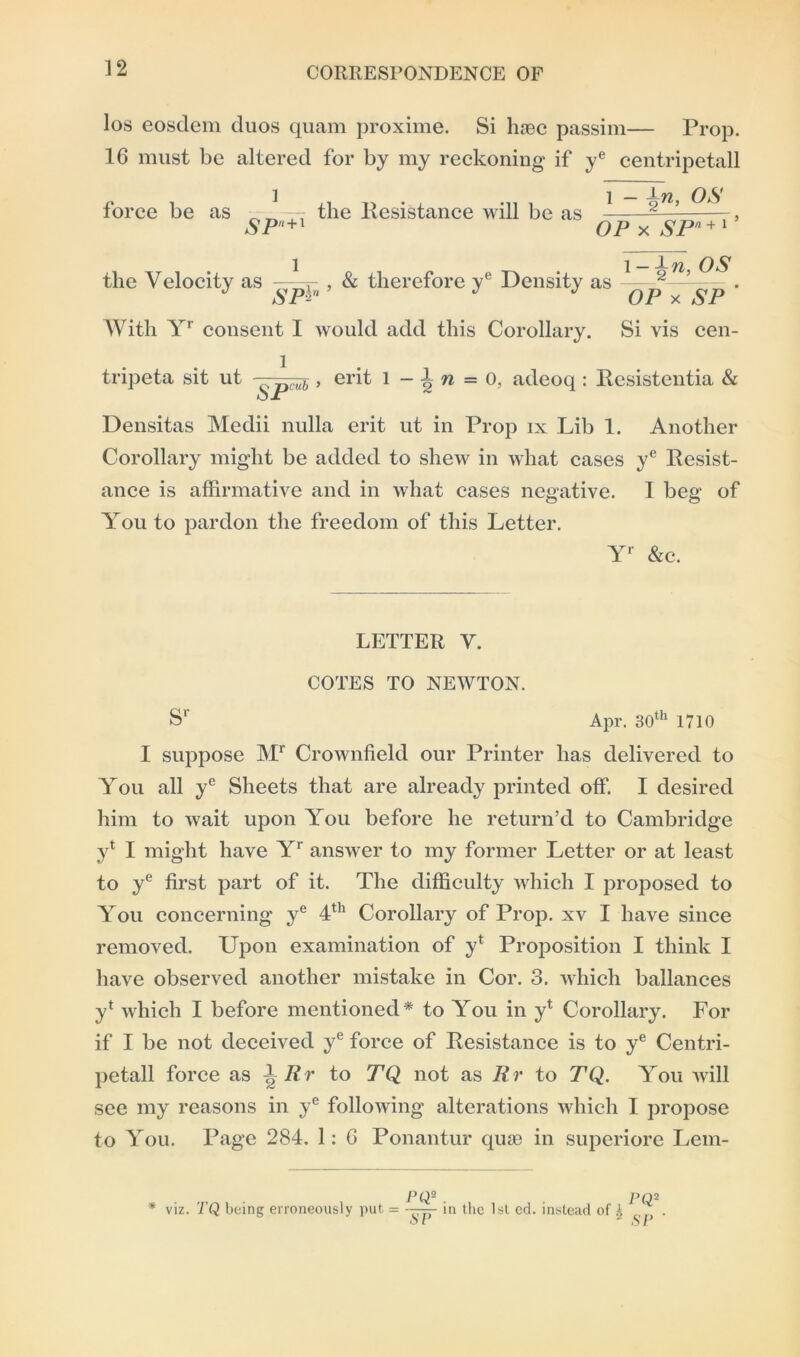 12 CORRESPONDENCE OF
los eosdem duos quam proxime. Si hæc passim— Prop.
16 must be altered for by my reckoning if yᵉ centripetall
force be as 1/SPⁿ⁺¹ the Resistance will be as (1 − ½n, OS)/(OP × SPⁿ⁺¹),
the Velocity as 1/SP^{½n}, & therefore yᵉ Density as (1 − ½n, OS)/(OP × SP).
With Yʳ consent I would add this Corollary. Si vis cen-
tripeta sit ut 1/SP^{cub}, erit 1 − ½ n = 0, adeoq : Resistentia &
Densitas Medii nulla erit ut in Prop ix Lib 1. Another
Corollary might be added to shew in what cases yᵉ Resist-
ance is affirmative and in what cases negative. I beg of
You to pardon the freedom of this Letter.
Yʳ &c.
LETTER V.
COTES TO NEWTON.
Sʳ Apr. 30ᵗʰ 1710
I suppose Mʳ Crownfield our Printer has delivered to
You all yᵉ Sheets that are already printed off. I desired
him to wait upon You before he return'd to Cambridge
yᵗ I might have Yʳ answer to my former Letter or at least
to yᵉ first part of it. The difficulty which I proposed to
You concerning yᵉ 4ᵗʰ Corollary of Prop. xv I have since
removed. Upon examination of yᵗ Proposition I think I
have observed another mistake in Cor. 3. which ballances
yᵗ which I before mentioned* to You in yᵗ Corollary. For
if I be not deceived yᵉ force of Resistance is to yᵉ Centri-
petall force as ½ Rr to TQ not as Rr to TQ. You will
see my reasons in yᵉ following alterations which I propose
to You. Page 284. l : 6 Ponantur quæ in superiore Lem-
* viz. TQ being erroneously put = PQ²/SP in the 1st ed. instead of ½ PQ²/SP.